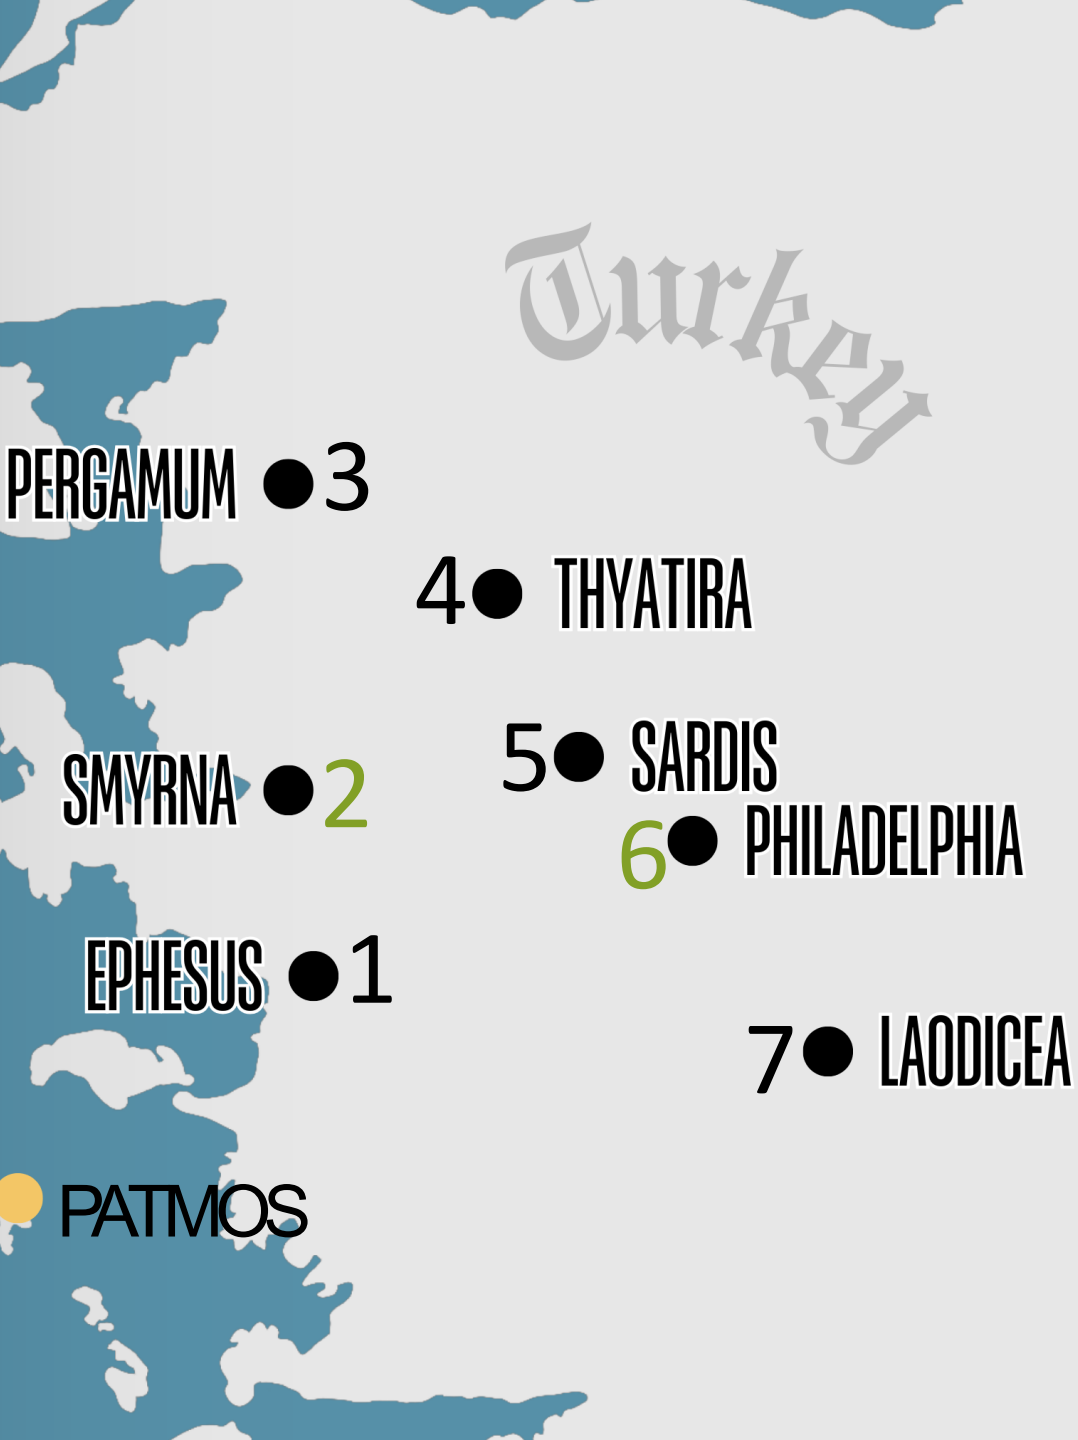 Turkey
PERGAMUM 3
4 THYATIRA
5 SARDIS
SMYRNA 2
6 PHILADELPHIA
EPHESUS 1
7 LAODICEA
PATMOS